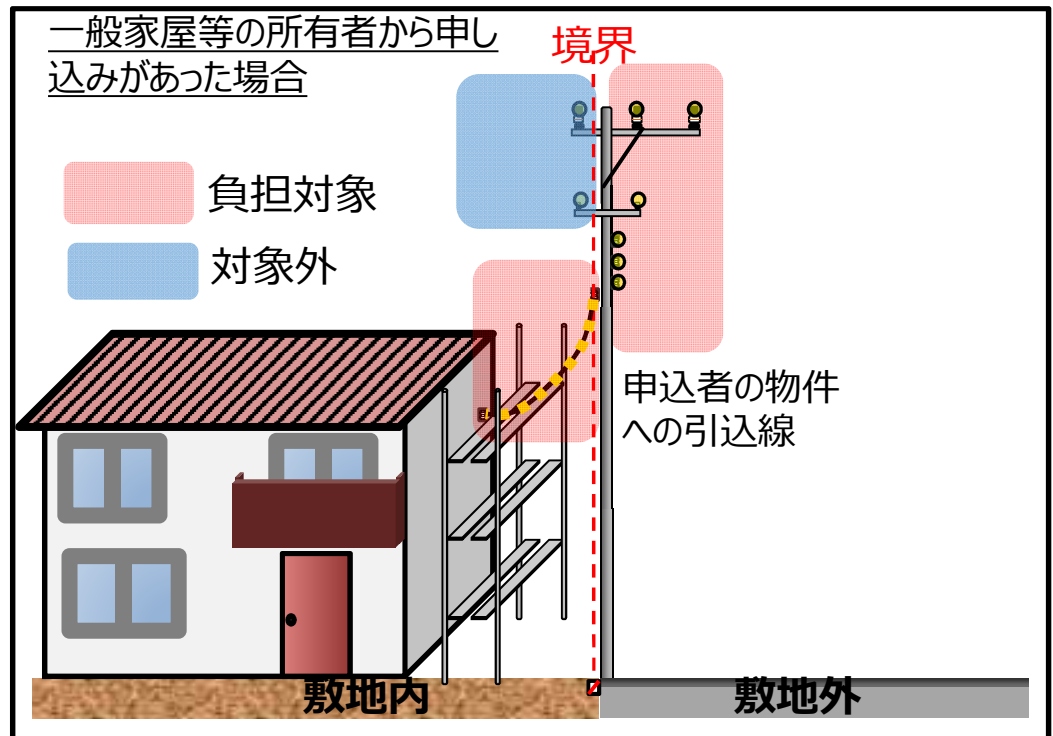 一般家屋等の所有者から申し
込みがあった場合
境界
負担対象
対象外
申込者の物件
への引込線
敷地内
敷地外